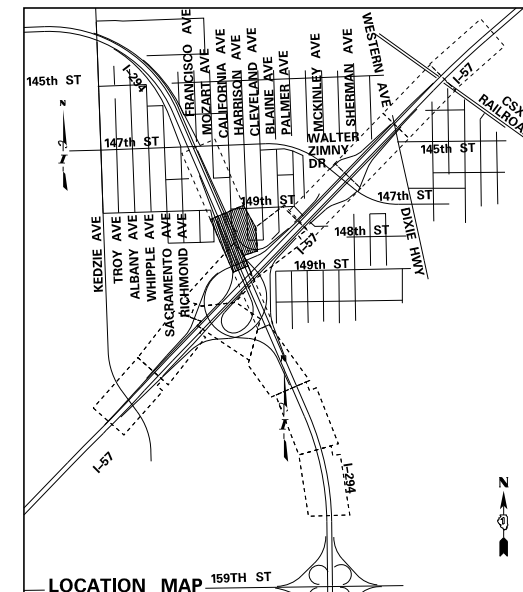 FRANCISCO AVE
MOZART AVE
CALIFORNIA AVE
HARRISON AVE
CLEVELAND AVE
BLAINE AVE
PALMER AVE
MCKINLEY AVE
SHERMAN AVE
WESTERN AVE
I-57
CSX
RAILROA
145th ST
I-294
N
147th ST
WALTER
ZIMNY
DR
145th ST
147th ST
149th ST
148th ST
DIXIE HWY
I-57
149th ST
KEDZIE AVE
TROY AVE
ALBANY AVE
WHIPPLE AVE
SACRAMENTO AVE
RICHMOND AVE
N
I-57
I-294
N
LOCATION MAP
159TH ST